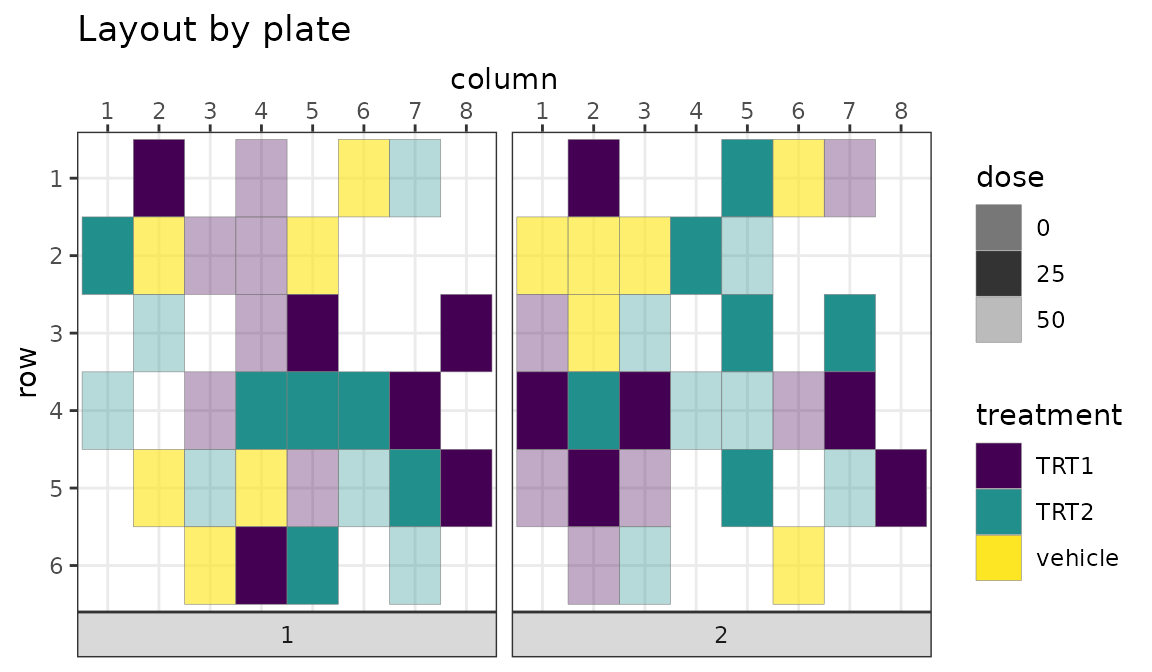 Layout by plate
column
1 2 3 4 5 6 7 8 1 2 3 4 5 6 7 8
row
1
2
3
4
5
6
1 2
dose
0
25
50
treatment
TRT1
TRT2
vehicle